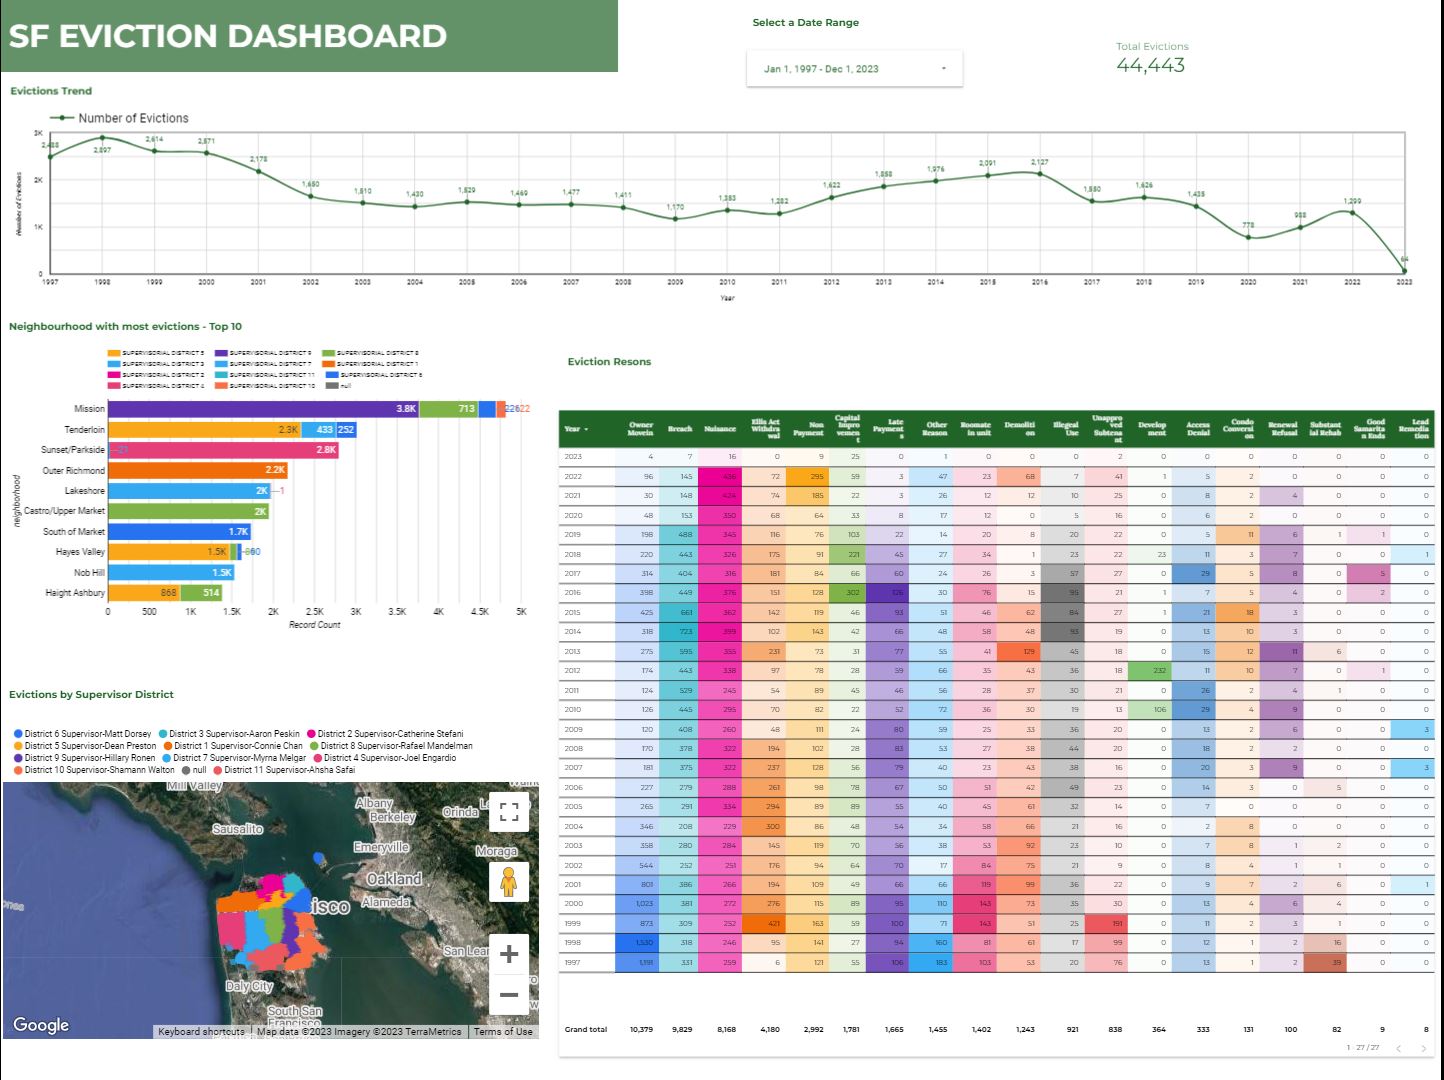 SF EVICTION DASHBOARD
Select a Date Range
Jan 1, 1997 - Dec 1, 2023
Total Evictions
44,443
Evictions Trend
Number of Evictions
3K
2K
1K
0
Number of Evictions
2,897 2,614 2,571 2,178 1,650 1,510 1,430 1,529 1,469 1,477 1,411 1,170 1,353 1,282 1,622 1,858 1,976 2,091 2,127 1,550 1,626 1,435 778 988 1,299 64
1997 1998 1999 2000 2001 2002 2003 2004 2005 2006 2007 2008 2009 2010 2011 2012 2013 2014 2015 2016 2017 2018 2019 2020 2021 2022 2023
Year
Neighbourhood with most evictions - Top 10
SUPERVISORIAL DISTRICT 5 SUPERVISORIAL DISTRICT 9 SUPERVISORIAL DISTRICT 8
SUPERVISORIAL DISTRICT 3 SUPERVISORIAL DISTRICT 7 SUPERVISORIAL DISTRICT 1
SUPERVISORIAL DISTRICT 2 SUPERVISORIAL DISTRICT 11 SUPERVISORIAL DISTRICT 6
SUPERVISORIAL DISTRICT 4 SUPERVISORIAL DISTRICT 10 null
neighborhood
Mission 3.8K 713
Tenderloin 2.3K 433 252
Sunset/Parkside 21 2.8K
Outer Richmond 2.2K
Lakeshore 2K 1
Castro/Upper Market 2K
South of Market 1.7K
Hayes Valley 1.5K
Nob Hill 1.5K
Haight Ashbury 868 514
0 500 1K 1.5K 2K 2.5K 3K 3.5K 4K 4.5K 5K
Record Count
Evictions by Supervisor District
District 6 Supervisor-Matt Dorsey District 3 Supervisor-Aaron Peskin District 2 Supervisor-Catherine Stefani
District 5 Supervisor-Dean Preston District 1 Supervisor-Connie Chan District 8 Supervisor-Rafael Mandelman
District 9 Supervisor-Hillary Ronen District 7 Supervisor-Myrna Melgar District 4 Supervisor-Joel Engardio
District 10 Supervisor-Shamann Walton null District 11 Supervisor-Ahsha Safai
Mill Valley
Albany
Berkeley
Orinda
Sausalito
Emeryville
Moraga
Oakland
Alameda
isco
San Lean
Daly City
South San
Francisco
Google
Keyboard shortcuts Map data ©2023 Imagery ©2023 TerraMetrics Terms of Use
Eviction Resons
Year Owner Movein Breach Nuisance Ellis Act Withdrawal Non Payment Capital Improvement Late Payments Other Reason Roomate in unit Demolition Illegeal Use Unapproved Subtenant Development Access Denial Condo Conversion Renewal Refusal Substantial Rehab Good Samaritan Ends Lead Remediation
2023 4 7 16 0 9 25 0 1 0 0 0 2 0 0 0 0 0 0 0
2022 96 145 436 72 295 59 3 47 23 68 7 41 1 5 2 0 0 0 0
2021 30 148 424 74 185 22 3 26 12 12 10 25 0 8 2 4 0 0 0
2020 48 153 350 68 64 33 8 17 12 0 5 16 0 6 2 0 0 0 0
2019 198 488 345 116 76 103 22 14 20 8 20 22 0 5 11 6 1 1 0
2018 220 443 326 175 91 221 45 27 34 1 23 22 23 11 3 7 0 0 1
2017 314 404 316 181 84 66 60 24 26 3 57 27 0 29 5 8 0 5 0
2016 398 449 376 151 128 302 126 30 76 15 95 21 1 7 5 4 0 2 0
2015 425 661 362 142 119 46 93 51 46 62 84 27 1 21 18 3 0 0 0
2014 318 723 399 102 143 42 66 48 58 48 93 19 0 13 10 3 0 0 0
2013 275 595 355 231 73 31 77 55 41 129 45 18 0 15 12 11 6 0 0
2012 174 443 338 97 78 28 59 66 35 43 36 18 232 11 10 7 0 1 0
2011 124 529 245 54 89 45 46 56 28 37 30 21 0 26 2 4 1 0 0
2010 126 445 295 70 82 22 52 72 36 30 19 13 106 29 4 9 0 0 0
2009 120 408 260 48 111 24 80 59 25 33 38 20 0 13 2 6 0 0 3
2008 170 378 322 194 102 28 83 53 27 38 44 20 0 18 2 2 0 0 0
2007 181 375 322 237 128 56 79 40 23 43 38 16 0 20 3 9 0 0 3
2006 227 279 288 261 98 78 67 50 51 42 49 23 0 14 3 0 5 0 0
2005 265 291 334 294 89 89 55 40 45 61 32 14 0 7 0 0 0 0 0
2004 346 208 229 300 86 48 54 34 58 66 21 16 0 2 8 0 0 0 0
2003 358 280 284 145 119 70 56 38 53 92 23 10 0 7 8 1 2 0 0
2002 544 252 251 176 94 64 70 17 84 75 21 9 0 8 4 1 1 0 0
2001 801 386 266 194 109 49 66 66 119 99 36 22 0 9 7 2 6 0 1
2000 1,023 381 272 276 115 89 95 110 143 73 35 30 0 13 4 6 4 0 0
1999 873 309 252 421 163 59 100 71 143 51 25 191 0 11 2 3 1 0 0
1998 1,530 318 246 95 141 27 94 160 81 61 17 99 0 12 1 2 16 0 0
1997 1,191 331 259 6 121 55 106 183 103 53 20 76 0 13 1 2 39 0 0
Grand total 10,379 9,829 8,168 4,180 2,992 1,781 1,665 1,455 1,402 1,243 921 838 364 333 131 100 82 9 8
1 - 27 / 27